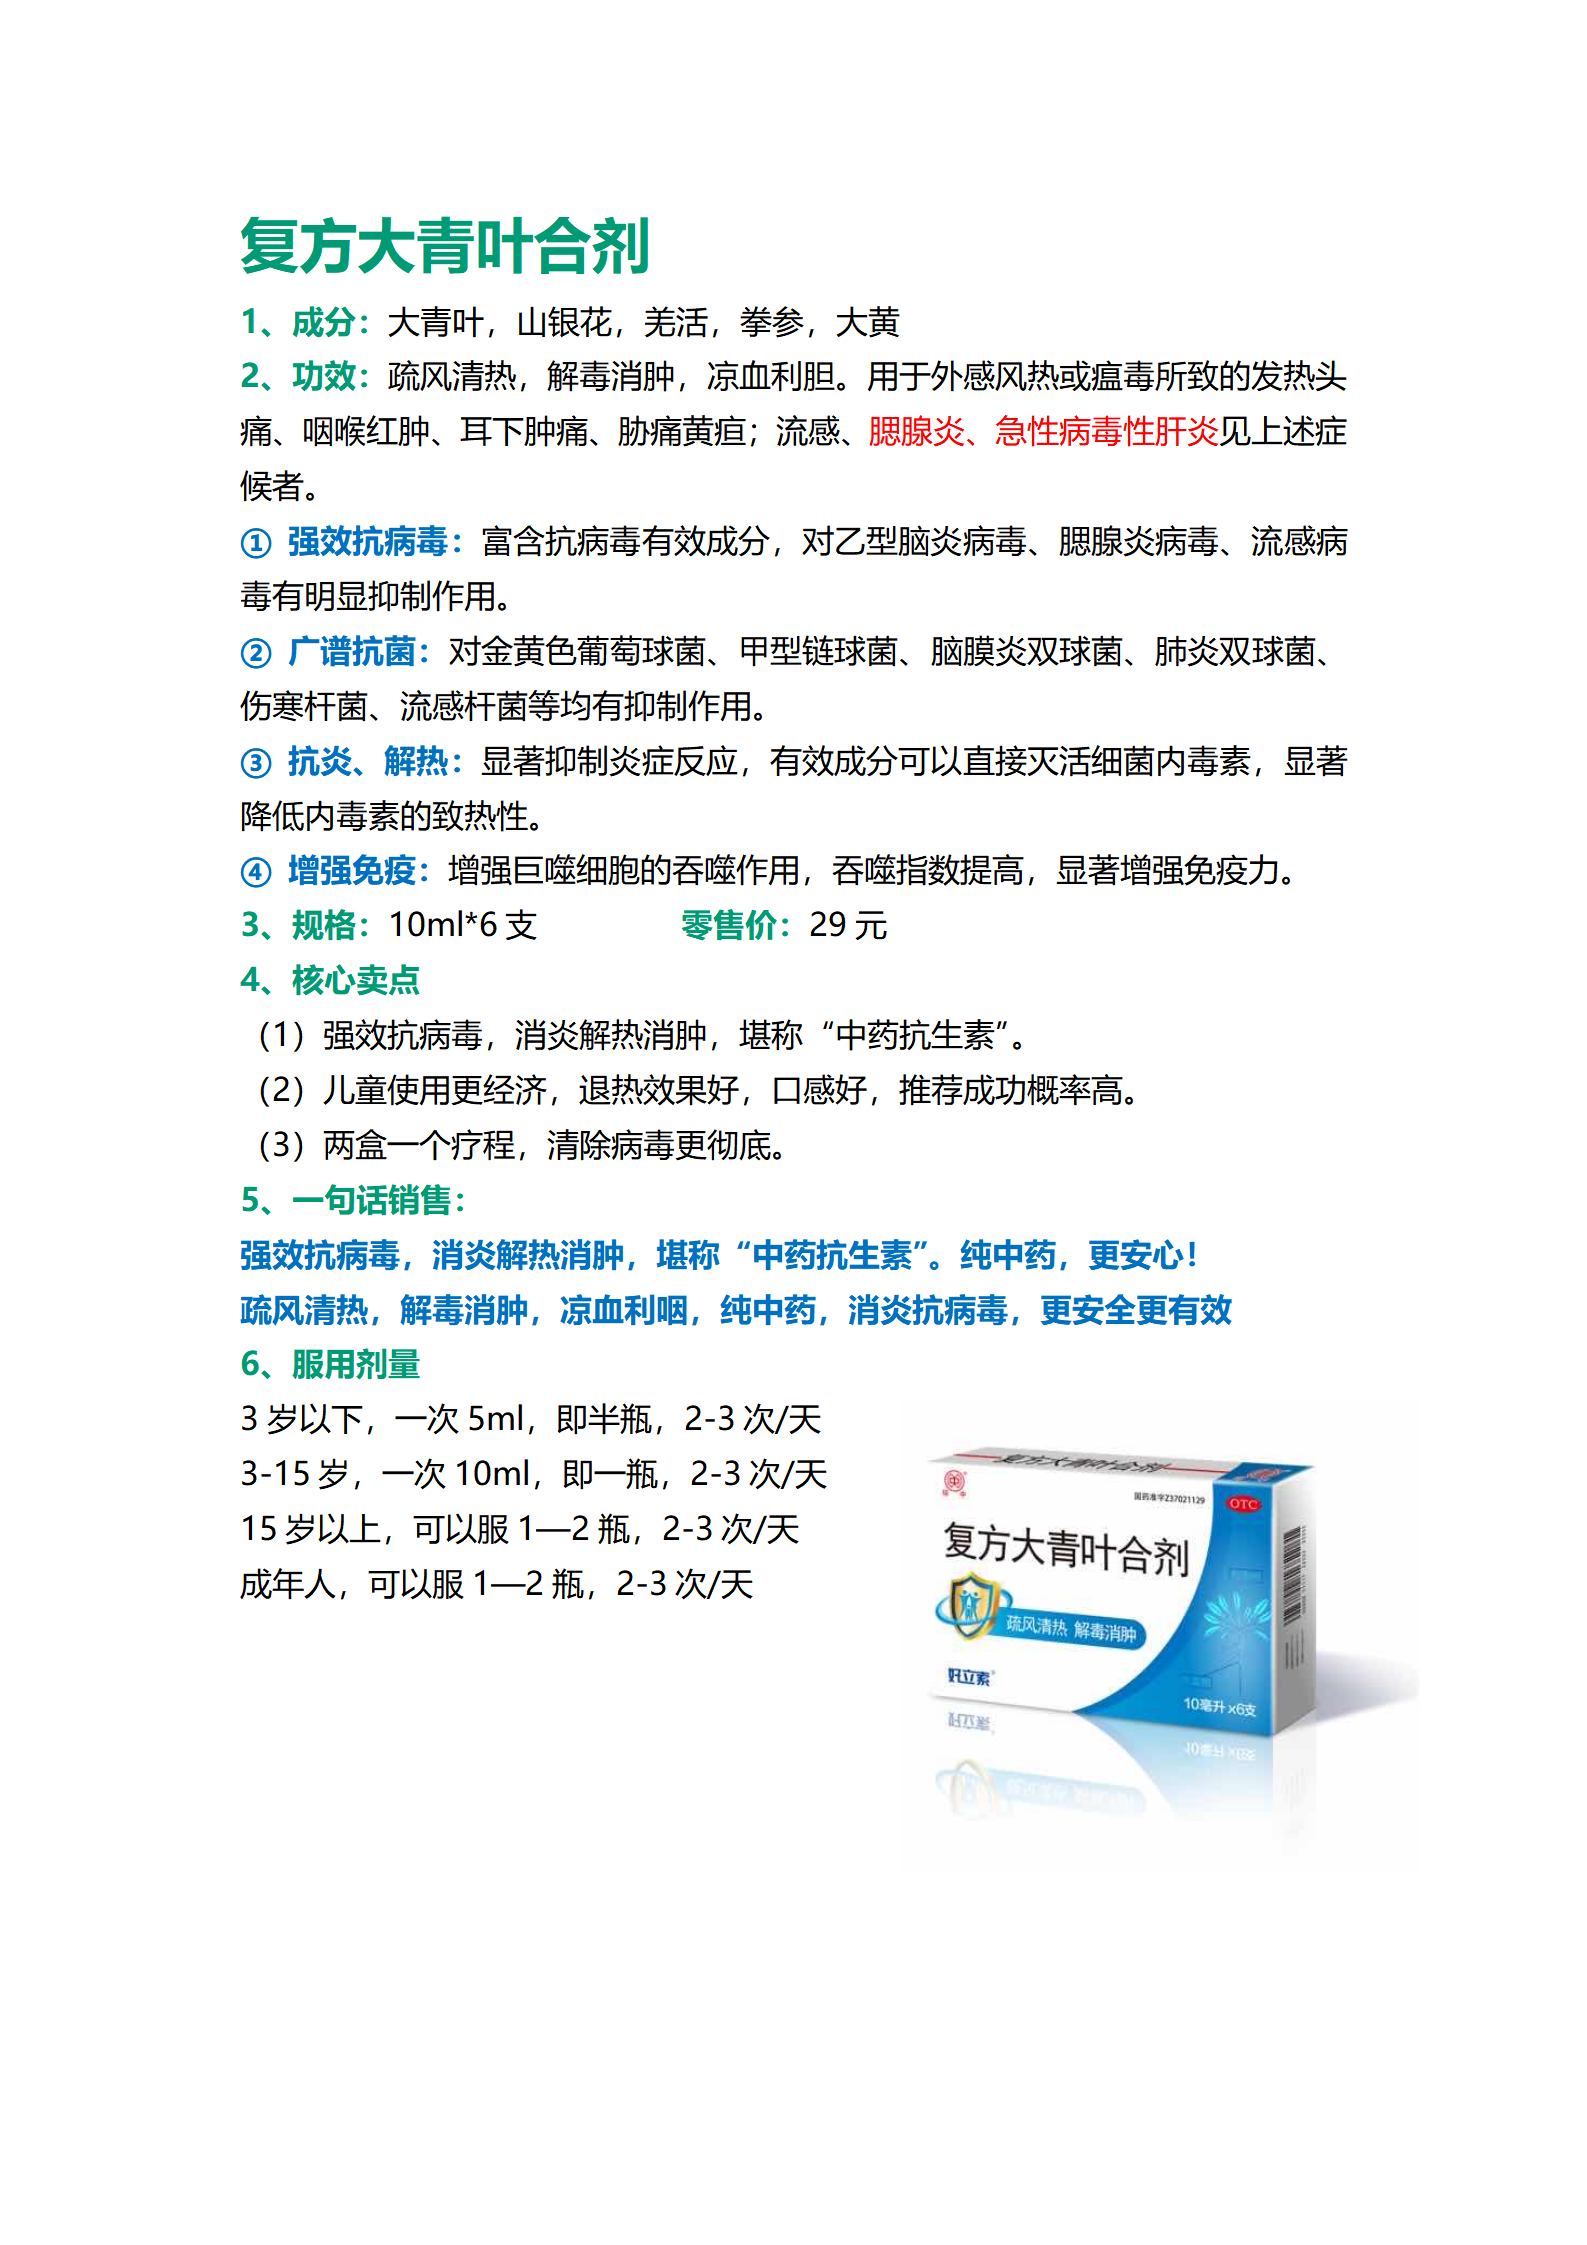 复方大青叶合剂
1、成分：大青叶，山银花，羌活，拳参，大黄
2、功效：疏风清热，解毒消肿，凉血利胆。用于外感风热或瘟毒所致的发热头
痛、咽喉红肿、耳下肿痛、胁痛黄疸；流感、腮腺炎、急性病毒性肝炎见上述症
候者。
① 强效抗病毒：富含抗病毒有效成分，对乙型脑炎病毒、腮腺炎病毒、流感病
毒有明显抑制作用。
② 广谱抗菌：对金黄色葡萄球菌、甲型链球菌、脑膜炎双球菌、肺炎双球菌、
伤寒杆菌、流感杆菌等均有抑制作用。
③ 抗炎、解热：显著抑制炎症反应，有效成分可以直接灭活细菌内毒素，显著
降低内毒素的致热性。
④ 增强免疫：增强巨噬细胞的吞噬作用，吞噬指数提高，显著增强免疫力。
3、规格：10ml*6 支 零售价：29 元
4、核心卖点
（1）强效抗病毒，消炎解热消肿，堪称“中药抗生素”。
（2）儿童使用更经济，退热效果好，口感好，推荐成功概率高。
（3）两盒一个疗程，清除病毒更彻底。
5、一句话销售：
强效抗病毒，消炎解热消肿，堪称“中药抗生素”。纯中药，更安心！
疏风清热，解毒消肿，凉血利咽，纯中药，消炎抗病毒，更安全更有效
6、服用剂量
3 岁以下，一次 5ml，即半瓶，2-3 次/天
3-15 岁，一次 10ml，即一瓶，2-3 次/天
15 岁以上，可以服 1—2 瓶，2-3 次/天
成年人，可以服 1—2 瓶，2-3 次/天
复方大青叶合剂
国药准字Z37021129
OTC
复方大青叶合剂
疏风清热 解毒消肿
好立素
10毫升 x6支